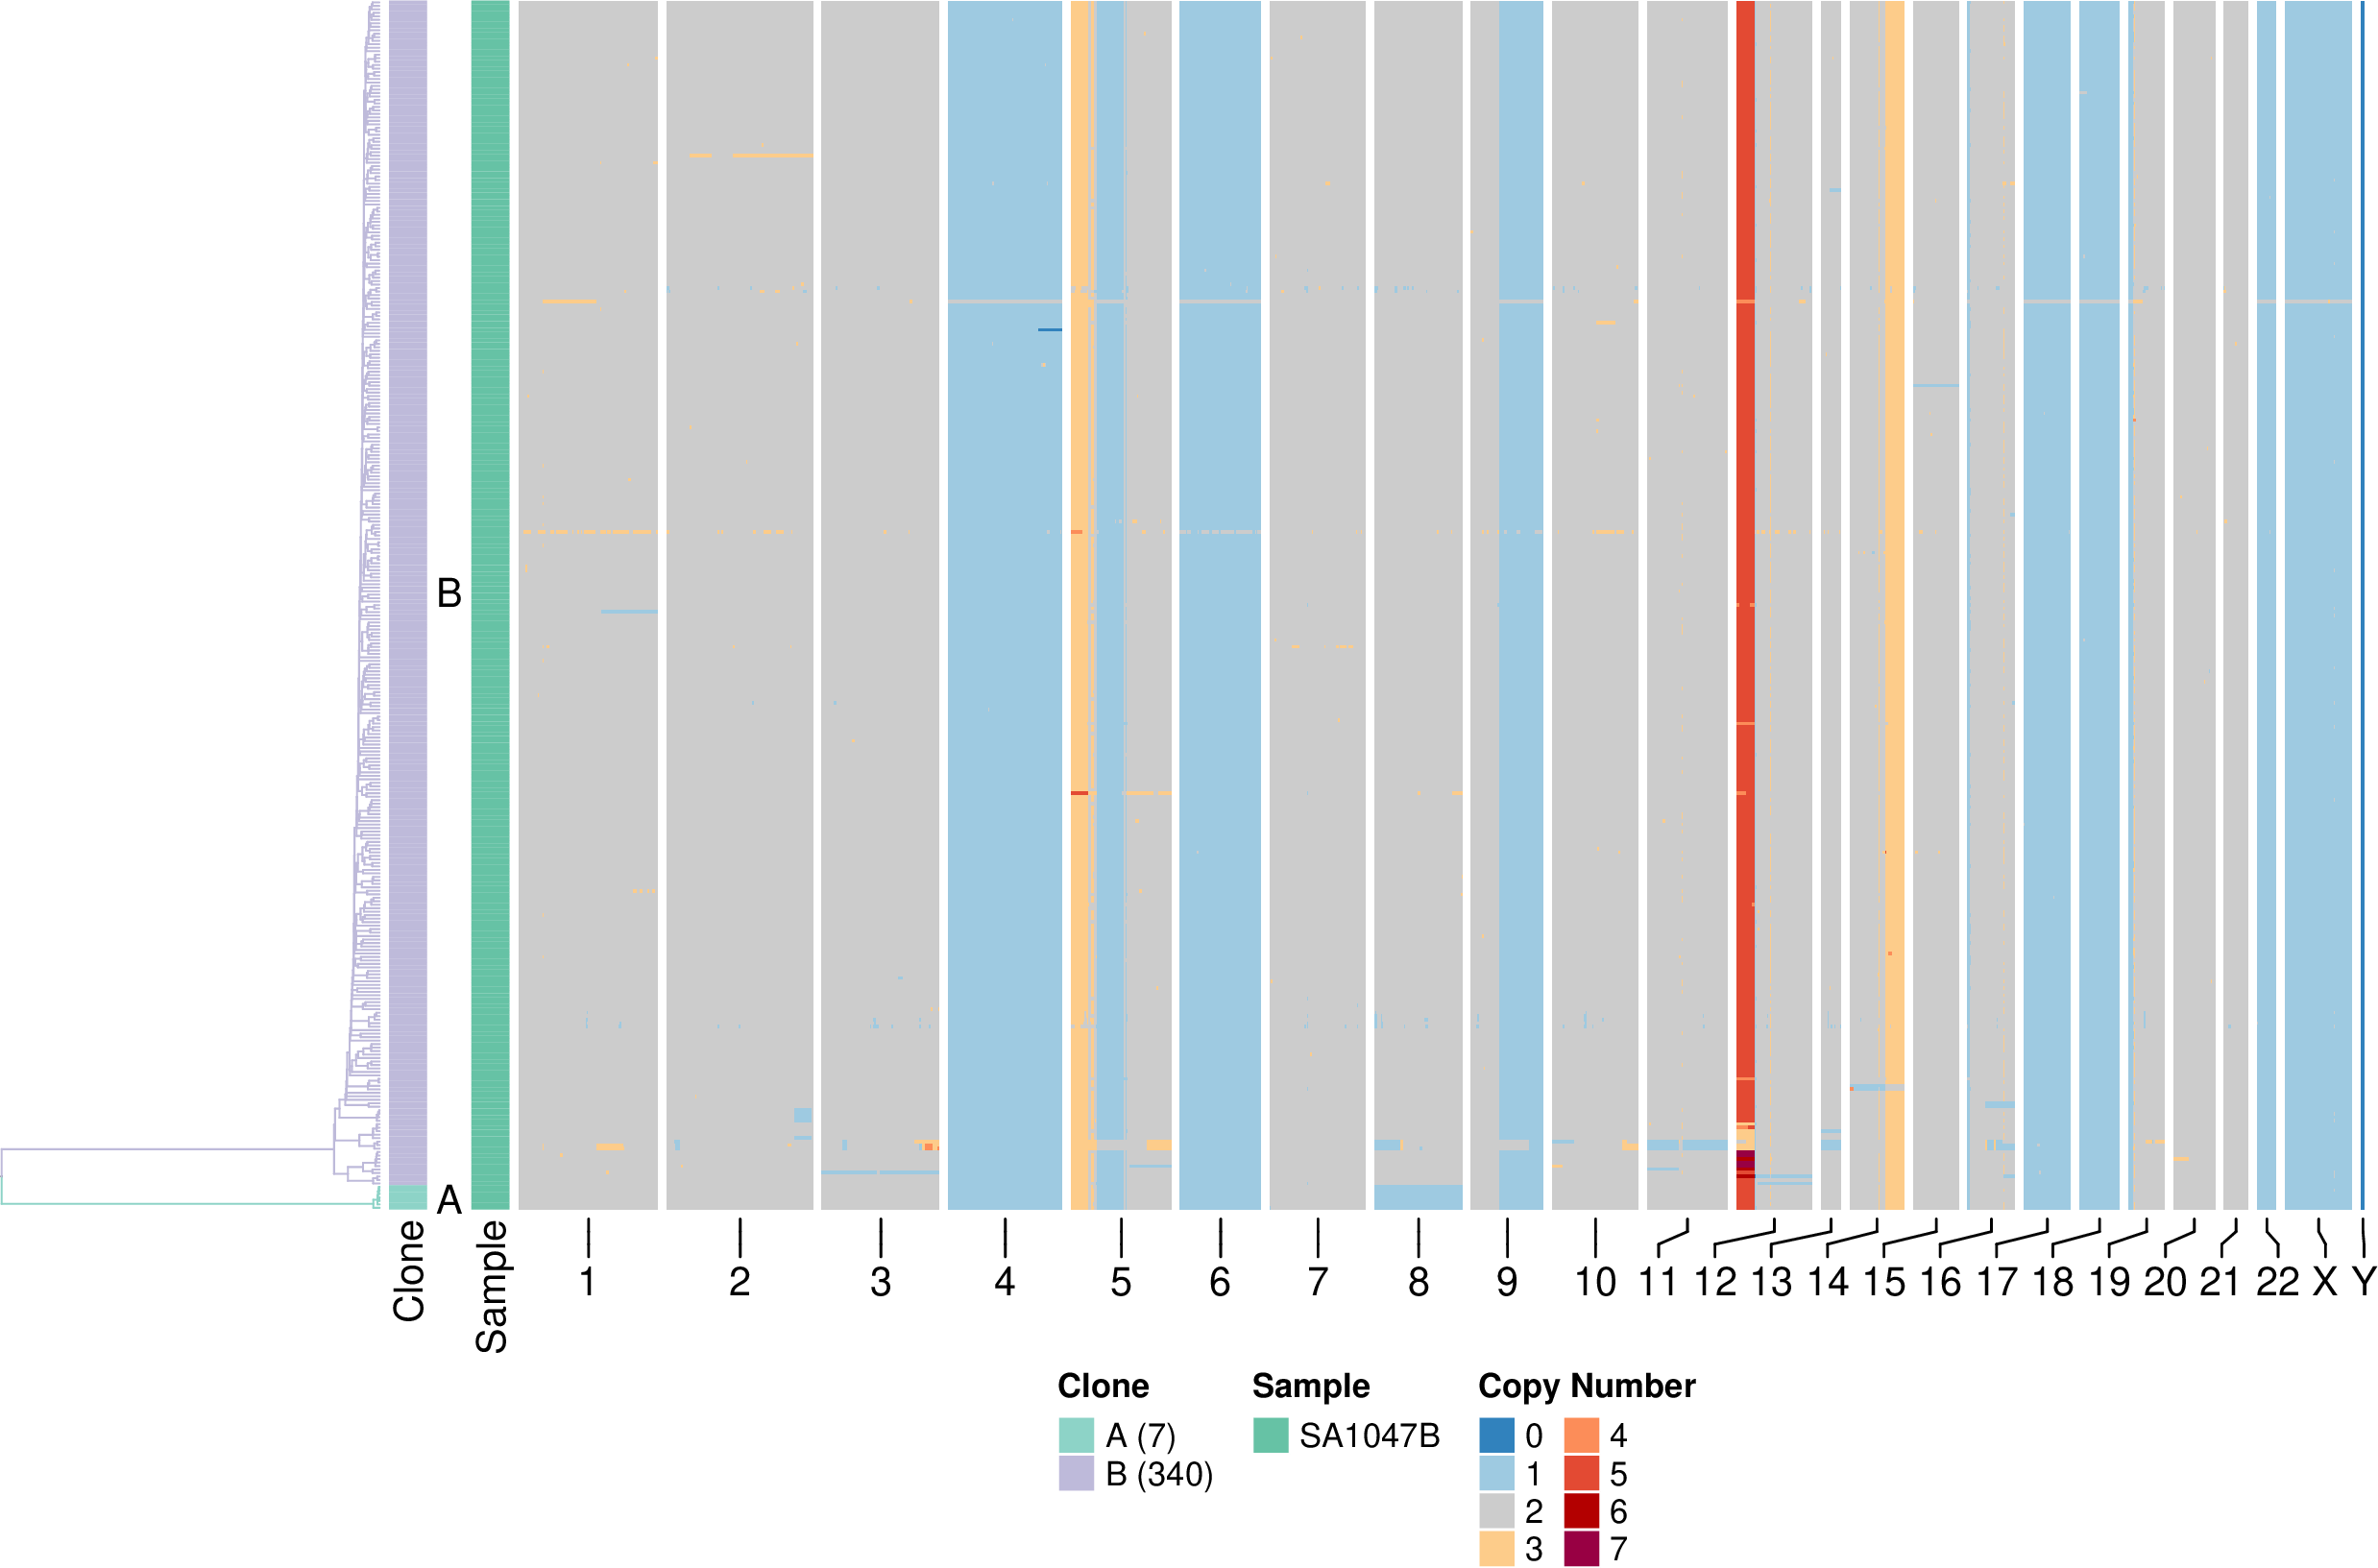 B
A
Clone
Sample
1 2 3 4 5 6 7 8 9 10 11 12 13 14 15 16 17 18 19 20 21 22 X Y
Clone Sample Copy Number
A (7) SA1047B 0 4
B (340) 1 5
2 6
3 7